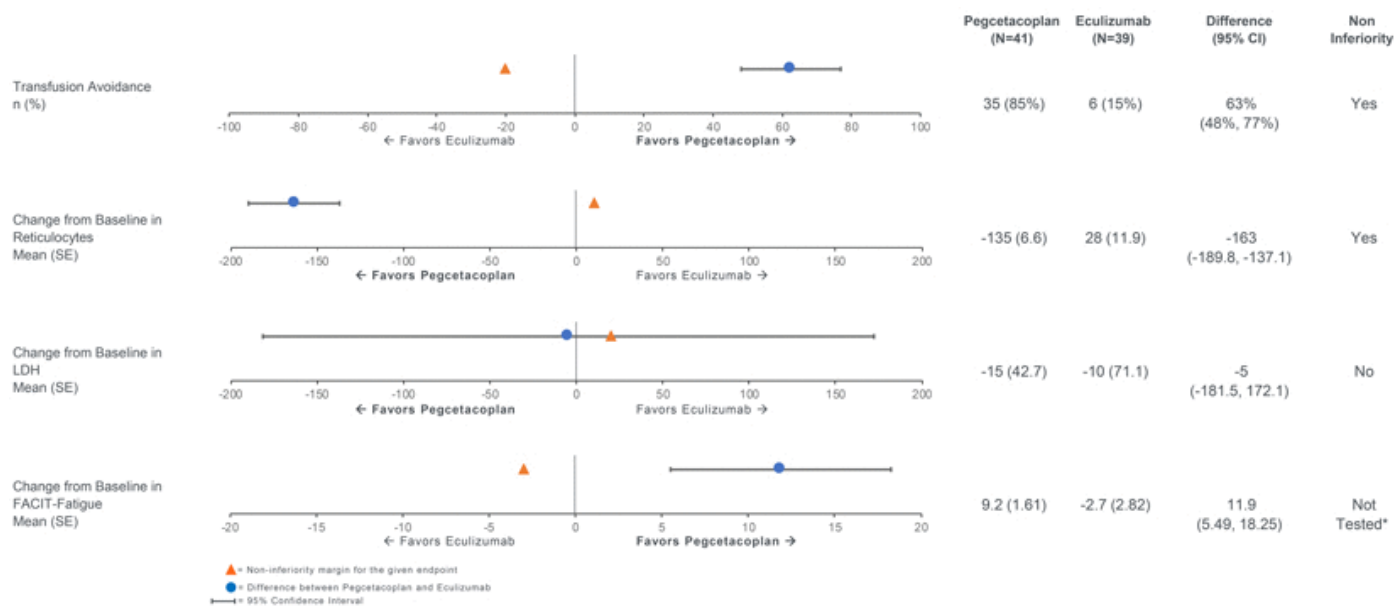 Pegcetacoplan Eculizumab Difference Non
(N=41) (N=39) (95% CI) Inferiority
Transfusion Avoidance
n (%)
35 (85%) 6 (15%) 63% Yes
(48%, 77%)
-100 -80 -60 -40 -20 0 20 40 60 80 100
← Favors Eculizumab Favors Pegcetacoplan →
Change from Baseline in
Reticulocytes
Mean (SE)
-135 (6.6) 28 (11.9) -163 Yes
(-189.8, -137.1)
-200 -150 -100 -50 0 50 100 150 200
← Favors Pegcetacoplan Favors Eculizumab →
Change from Baseline in
LDH
Mean (SE)
-15 (42.7) -10 (71.1) -5 No
(-181.5, 172.1)
-200 -150 -100 -50 0 50 100 150 200
← Favors Pegcetacoplan Favors Eculizumab →
Change from Baseline in
FACIT-Fatigue
Mean (SE)
9.2 (1.61) -2.7 (2.82) 11.9 Not
(5.49, 18.25) Tested*
-20 -15 -10 -5 0 5 10 15 20
← Favors Eculizumab Favors Pegcetacoplan →
= Non-inferiority margin for the given endpoint
= Difference between Pegcetacoplan and Eculizumab
= 95% Confidence Interval